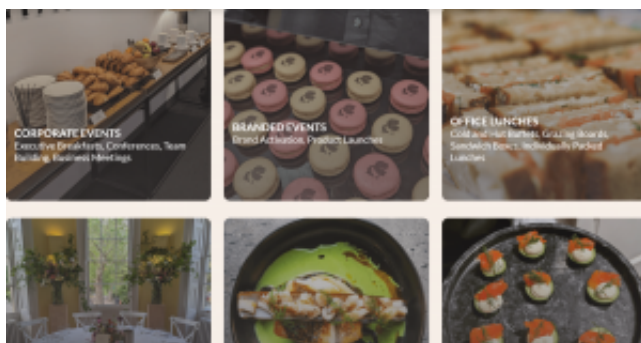 CORPORATE EVENTS
Executive Breakfasts, Conferences, Team
Building, Business Meetings
BRANDED EVENTS
Brand Activation, Product Launches
OFFICE LUNCHES
Cold and Hot Buffets, Grazing Boards,
Sandwich Boxes, Individually Packed
Lunches